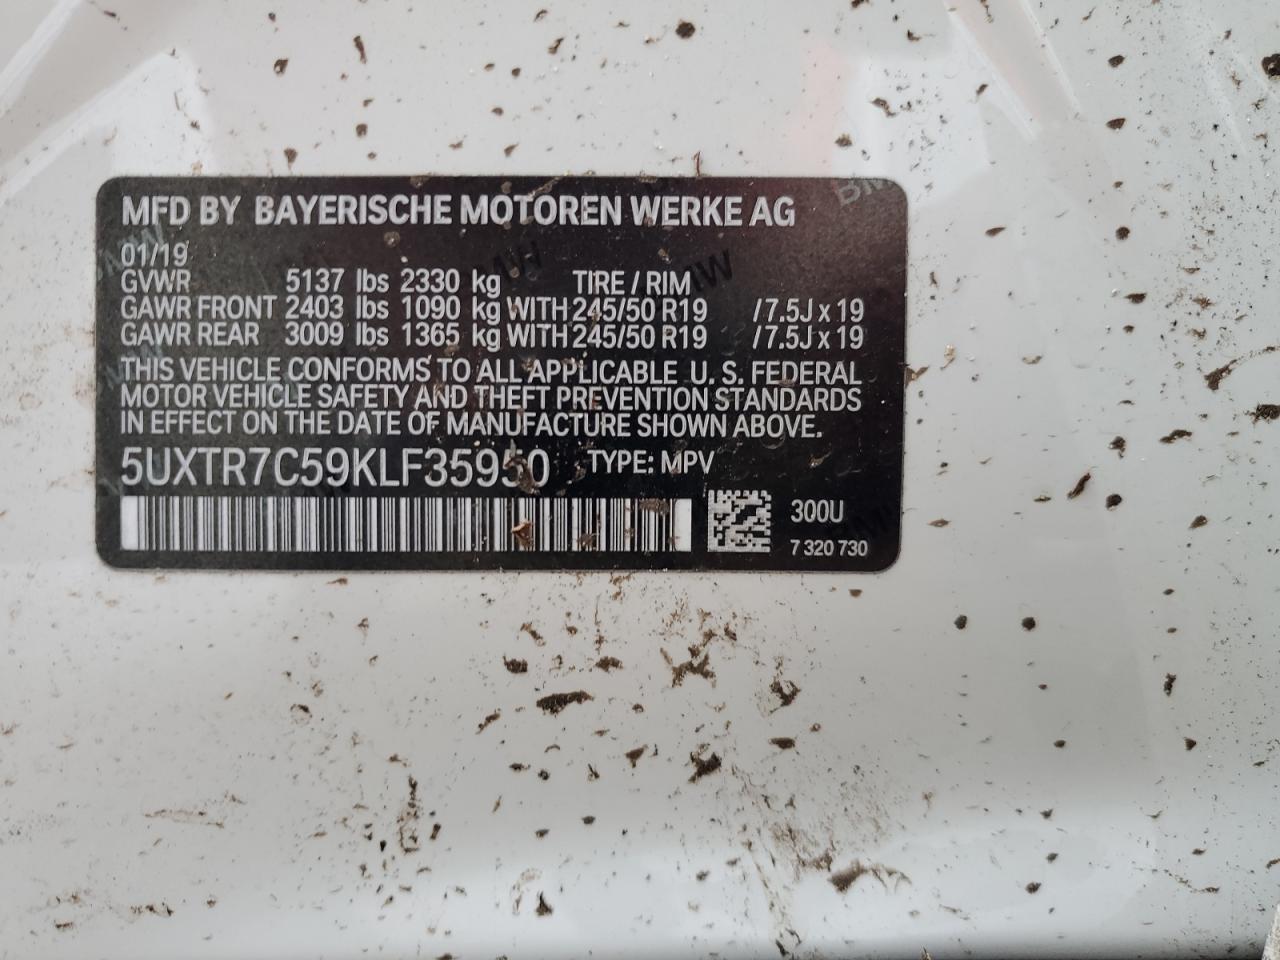 MFD BY BAYERISCHE MOTOREN WERKE AG
01/19
GVWR 5137 lbs 2330 kg TIRE / RIM
GAWR FRONT 2403 lbs 1090 kg WITH 245/50 R19 / 7.5J x 19
GAWR REAR 3009 lbs 1365 kg WITH 245/50 R19 / 7.5J x 19
THIS VEHICLE CONFORMS TO ALL APPLICABLE U. S. FEDERAL
MOTOR VEHICLE SAFETY AND THEFT PREVENTION STANDARDS
IN EFFECT ON THE DATE OF MANUFACTURE SHOWN ABOVE.
5UXTR7C59KLF35950 TYPE: MPV
300U
7 320 730